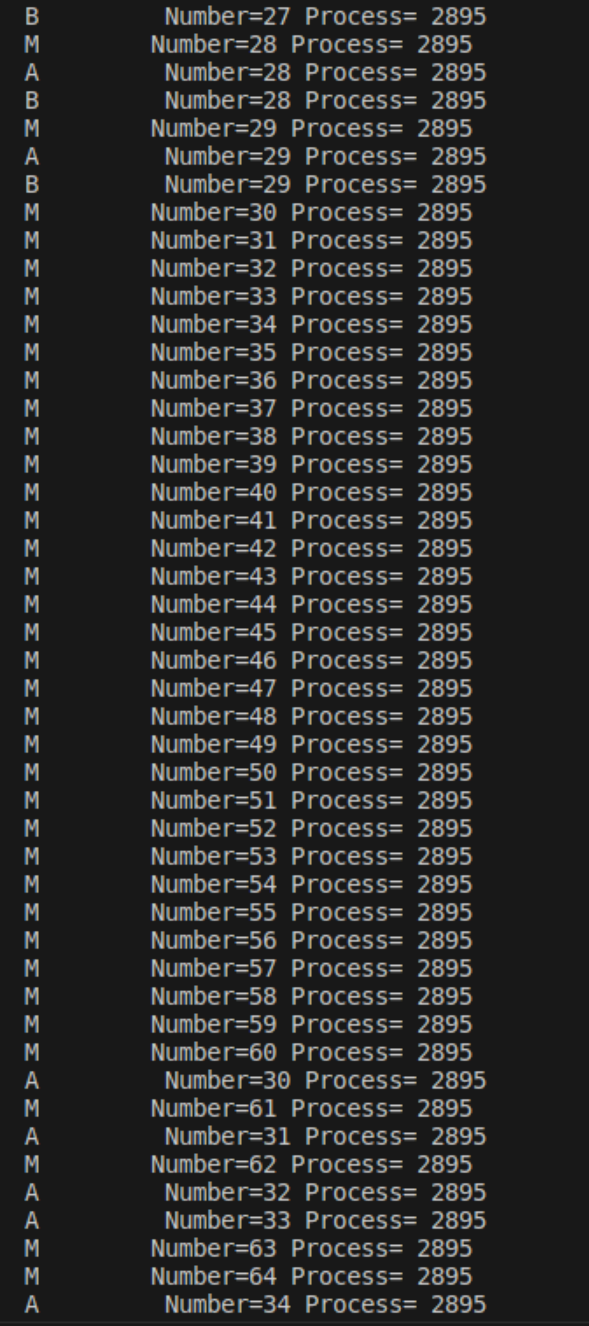 B         Number=27 Process= 2895
M        Number=28 Process= 2895
A         Number=28 Process= 2895
B         Number=28 Process= 2895
M        Number=29 Process= 2895
A         Number=29 Process= 2895
B         Number=29 Process= 2895
M        Number=30 Process= 2895
M        Number=31 Process= 2895
M        Number=32 Process= 2895
M        Number=33 Process= 2895
M        Number=34 Process= 2895
M        Number=35 Process= 2895
M        Number=36 Process= 2895
M        Number=37 Process= 2895
M        Number=38 Process= 2895
M        Number=39 Process= 2895
M        Number=40 Process= 2895
M        Number=41 Process= 2895
M        Number=42 Process= 2895
M        Number=43 Process= 2895
M        Number=44 Process= 2895
M        Number=45 Process= 2895
M        Number=46 Process= 2895
M        Number=47 Process= 2895
M        Number=48 Process= 2895
M        Number=49 Process= 2895
M        Number=50 Process= 2895
M        Number=51 Process= 2895
M        Number=52 Process= 2895
M        Number=53 Process= 2895
M        Number=54 Process= 2895
M        Number=55 Process= 2895
M        Number=56 Process= 2895
M        Number=57 Process= 2895
M        Number=58 Process= 2895
M        Number=59 Process= 2895
M        Number=60 Process= 2895
A         Number=30 Process= 2895
M        Number=61 Process= 2895
A         Number=31 Process= 2895
M        Number=62 Process= 2895
A         Number=32 Process= 2895
A         Number=33 Process= 2895
M        Number=63 Process= 2895
M        Number=64 Process= 2895
A         Number=34 Process= 2895